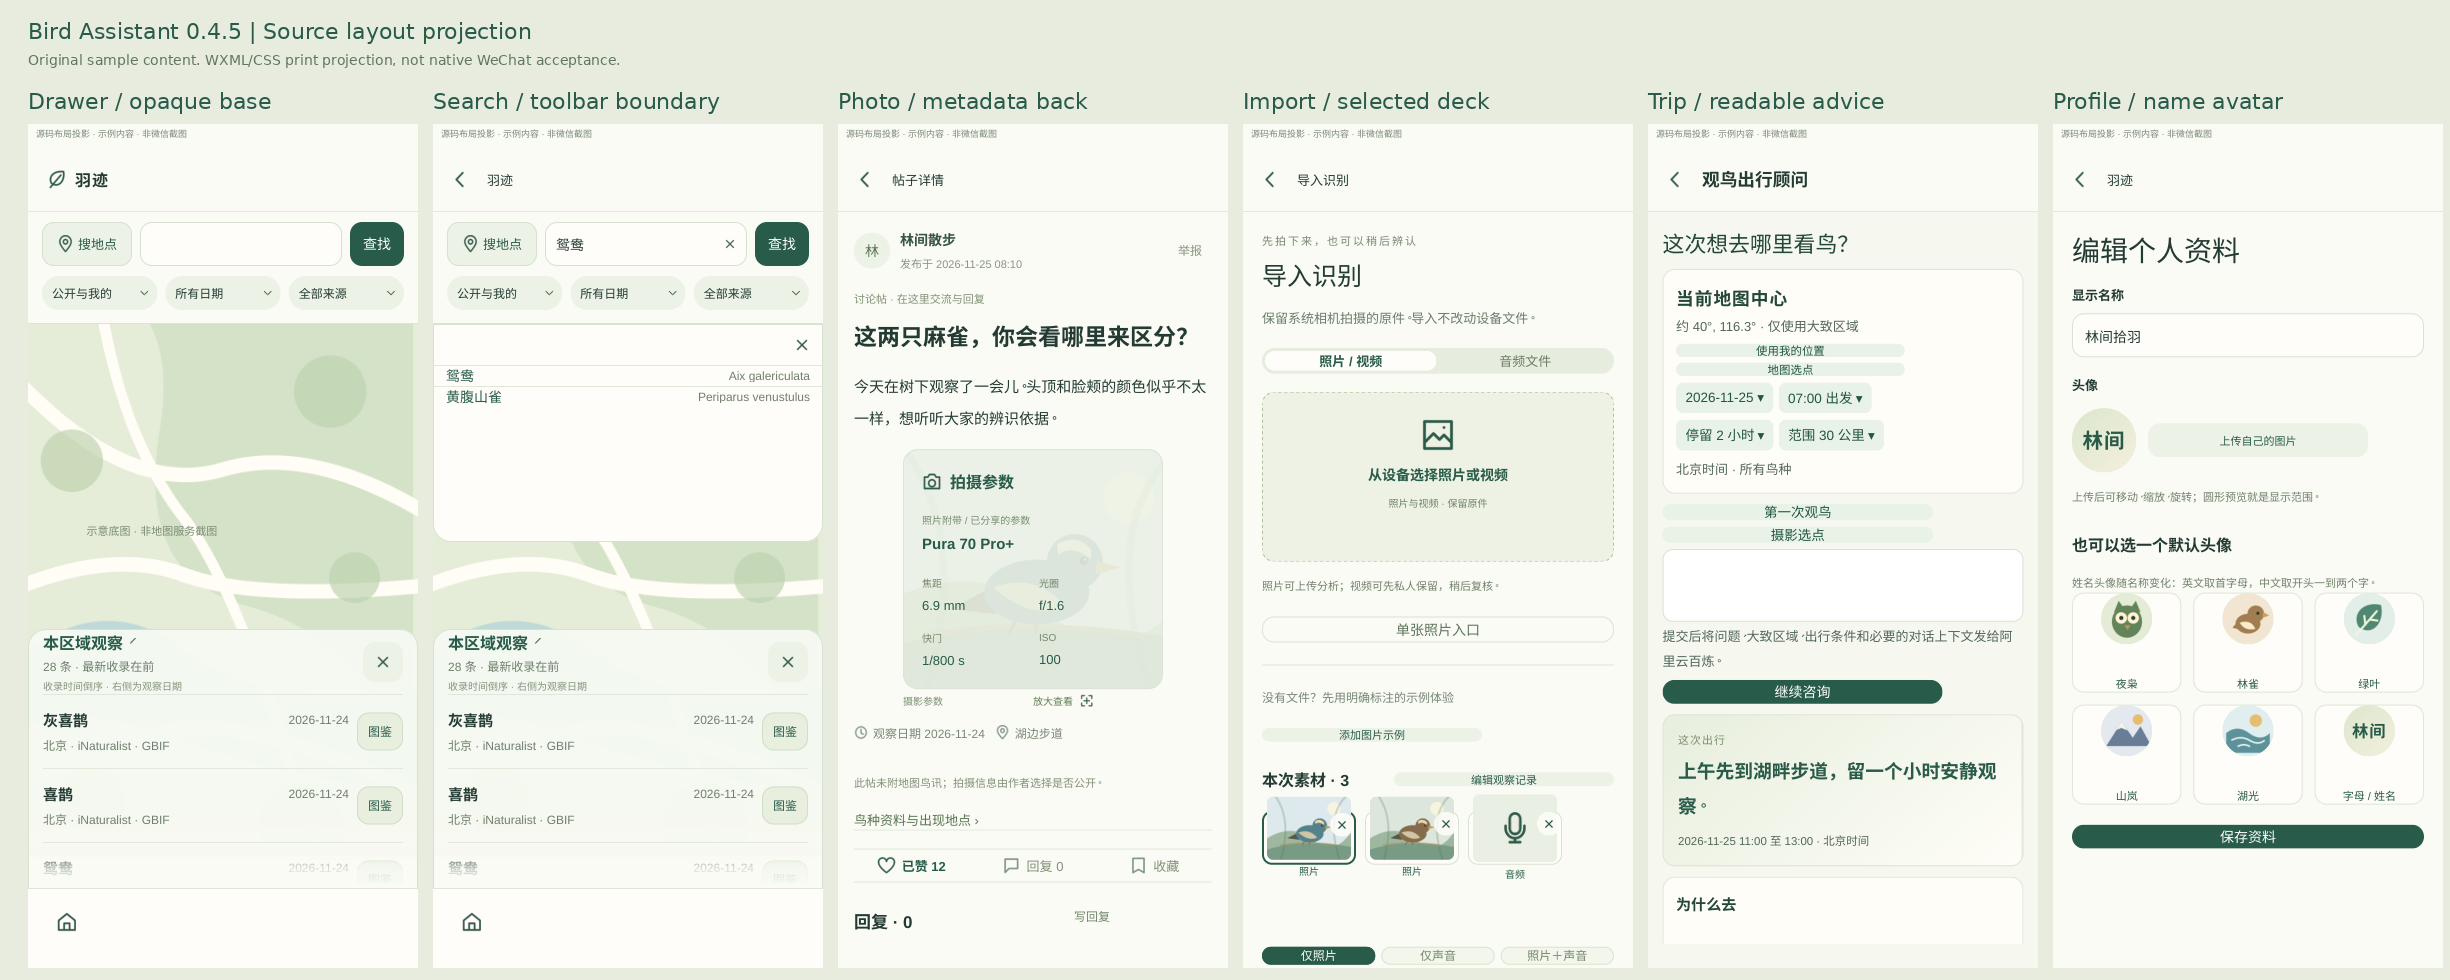 Bird Assistant 0.4.5 | Source layout projection
Original sample content. WXML/CSS print projection, not native WeChat acceptance.
Drawer / opaque base
源码布局投影 · 示例内容 · 非微信截图
羽迹
搜地点
查找
公开与我的
所有日期
全部来源
示意底图 · 非地图服务截图
本区域观察
28 条 · 最新收录在前
收录时间倒序 · 右侧为观察日期
灰喜鹊
2026-11-24
图鉴
北京 · iNaturalist · GBIF
喜鹊
2026-11-24
图鉴
北京 · iNaturalist · GBIF
鸳鸯
2026-11-24
图鉴
Search / toolbar boundary
源码布局投影 · 示例内容 · 非微信截图
羽迹
搜地点
鸳鸯
查找
公开与我的
所有日期
全部来源
鸳鸯
Aix galericulata
黄腹山雀
Periparus venustulus
本区域观察
28 条 · 最新收录在前
收录时间倒序 · 右侧为观察日期
灰喜鹊
2026-11-24
图鉴
北京 · iNaturalist · GBIF
喜鹊
2026-11-24
图鉴
北京 · iNaturalist · GBIF
鸳鸯
2026-11-24
图鉴
Photo / metadata back
源码布局投影 · 示例内容 · 非微信截图
帖子详情
林
林间散步
发布于 2026-11-25 08:10
举报
讨论帖 · 在这里交流与回复
这两只麻雀，你会看哪里来区分？
今天在树下观察了一会儿。头顶和脸颊的颜色似乎不太
一样，想听听大家的辨识依据。
拍摄参数
照片附带 / 已分享的参数
Pura 70 Pro+
焦距
光圈
6.9 mm
f/1.6
快门
ISO
1/800 s
100
摄影参数
放大查看
观察日期 2026-11-24
湖边步道
此帖未附地图鸟讯；拍摄信息由作者选择是否公开。
鸟种资料与出现地点 ›
已赞 12
回复 0
收藏
回复 · 0
写回复
Import / selected deck
源码布局投影 · 示例内容 · 非微信截图
导入识别
先拍下来，也可以稍后辨认
导入识别
保留系统相机拍摄的原件。导入不改动设备文件。
照片 / 视频
音频文件
从设备选择照片或视频
照片与视频 · 保留原件
照片可上传分析；视频可先私人保留，稍后复核。
单张照片入口
没有文件？先用明确标注的示例体验
添加图片示例
本次素材 · 3
编辑观察记录
照片
照片
音频
仅照片
仅声音
照片＋声音
Trip / readable advice
源码布局投影 · 示例内容 · 非微信截图
观鸟出行顾问
这次想去哪里看鸟？
当前地图中心
约 40°, 116.3° · 仅使用大致区域
使用我的位置
地图选点
2026-11-25 ▾
07:00 出发 ▾
停留 2 小时 ▾
范围 30 公里 ▾
北京时间 · 所有鸟种
第一次观鸟
摄影选点
提交后将问题、大致区域、出行条件和必要的对话上下文发给阿
里云百炼。
继续咨询
这次出行
上午先到湖畔步道，留一个小时安静观
察。
2026-11-25 11:00 至 13:00 · 北京时间
为什么去
Profile / name avatar
源码布局投影 · 示例内容 · 非微信截图
羽迹
编辑个人资料
显示名称
林间拾羽
头像
林间
上传自己的图片
上传后可移动、缩放、旋转；圆形预览就是显示范围。
也可以选一个默认头像
姓名头像随名称变化：英文取首字母，中文取开头一到两个字。
夜枭
林雀
绿叶
林间
山岚
湖光
字母 / 姓名
保存资料